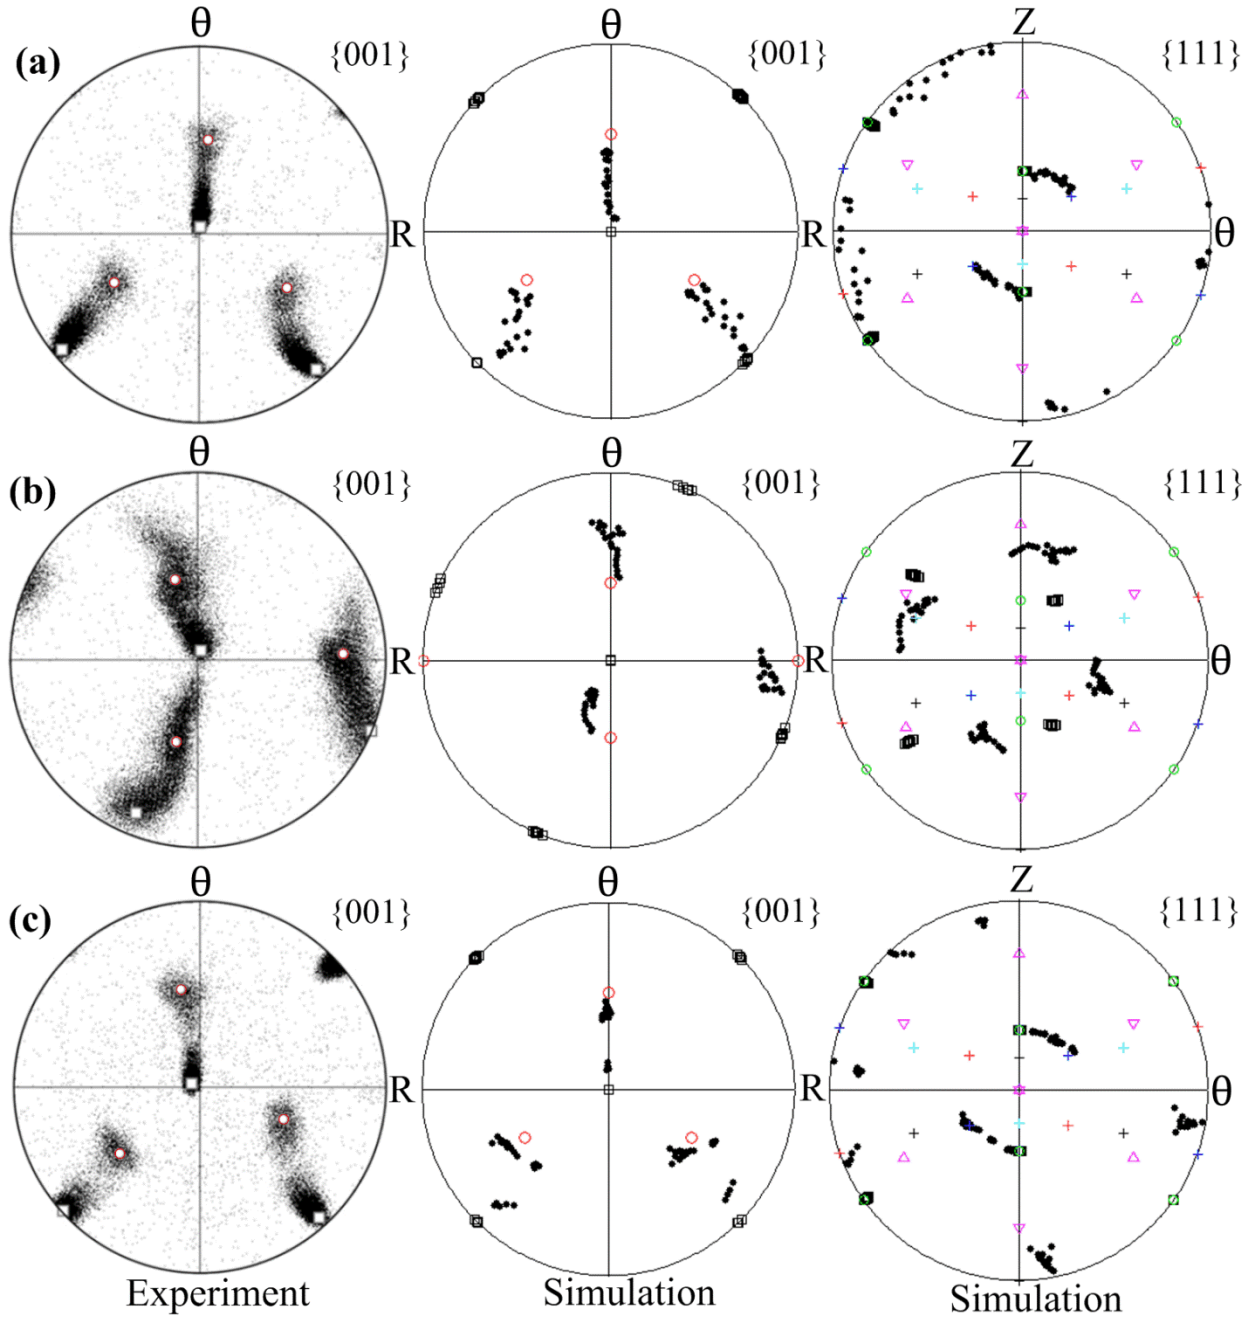 θ θ Z
(a) {001} {001} {111}
R R θ
θ θ Z
(b) {001} {001} {111}
R R θ
θ θ Z
(c) {001} {001} {111}
R R θ
Experiment Simulation Simulation